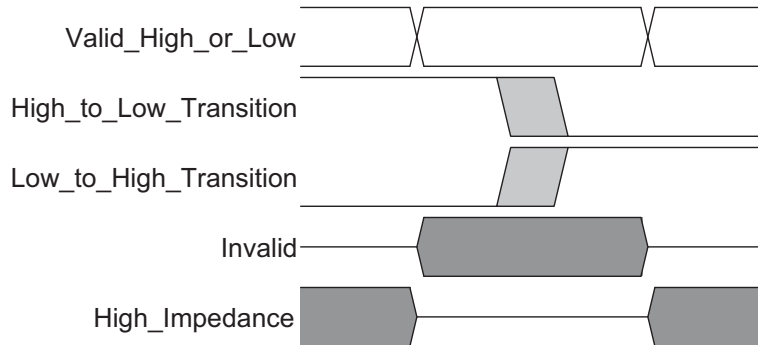 Valid_High_or_Low
High_to_Low_Transition
Low_to_High_Transition
Invalid
High_Impedance